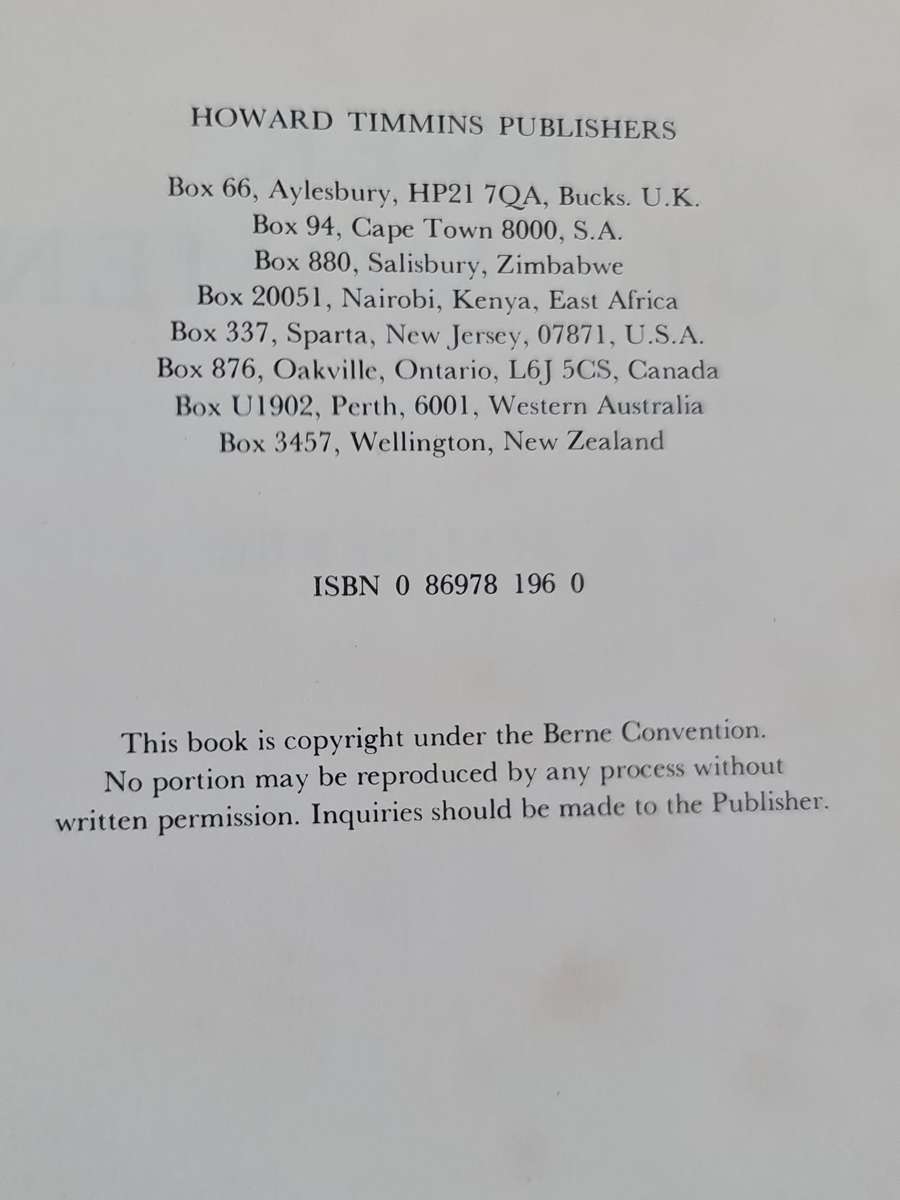 HOWARD TIMMINS PUBLISHERS
Box 66, Aylesbury, HP21 7QA, Bucks. U.K.
Box 94, Cape Town 8000, S.A.
Box 880, Salisbury, Zimbabwe
Box 20051, Nairobi, Kenya, East Africa
Box 337, Sparta, New Jersey, 07871, U.S.A.
Box 876, Oakville, Ontario, L6J 5CS, Canada
Box U1902, Perth, 6001, Western Australia
Box 3457, Wellington, New Zealand
ISBN 0 86978 196 0
This book is copyright under the Berne Convention.
No portion may be reproduced by any process without
written permission. Inquiries should be made to the Publisher.